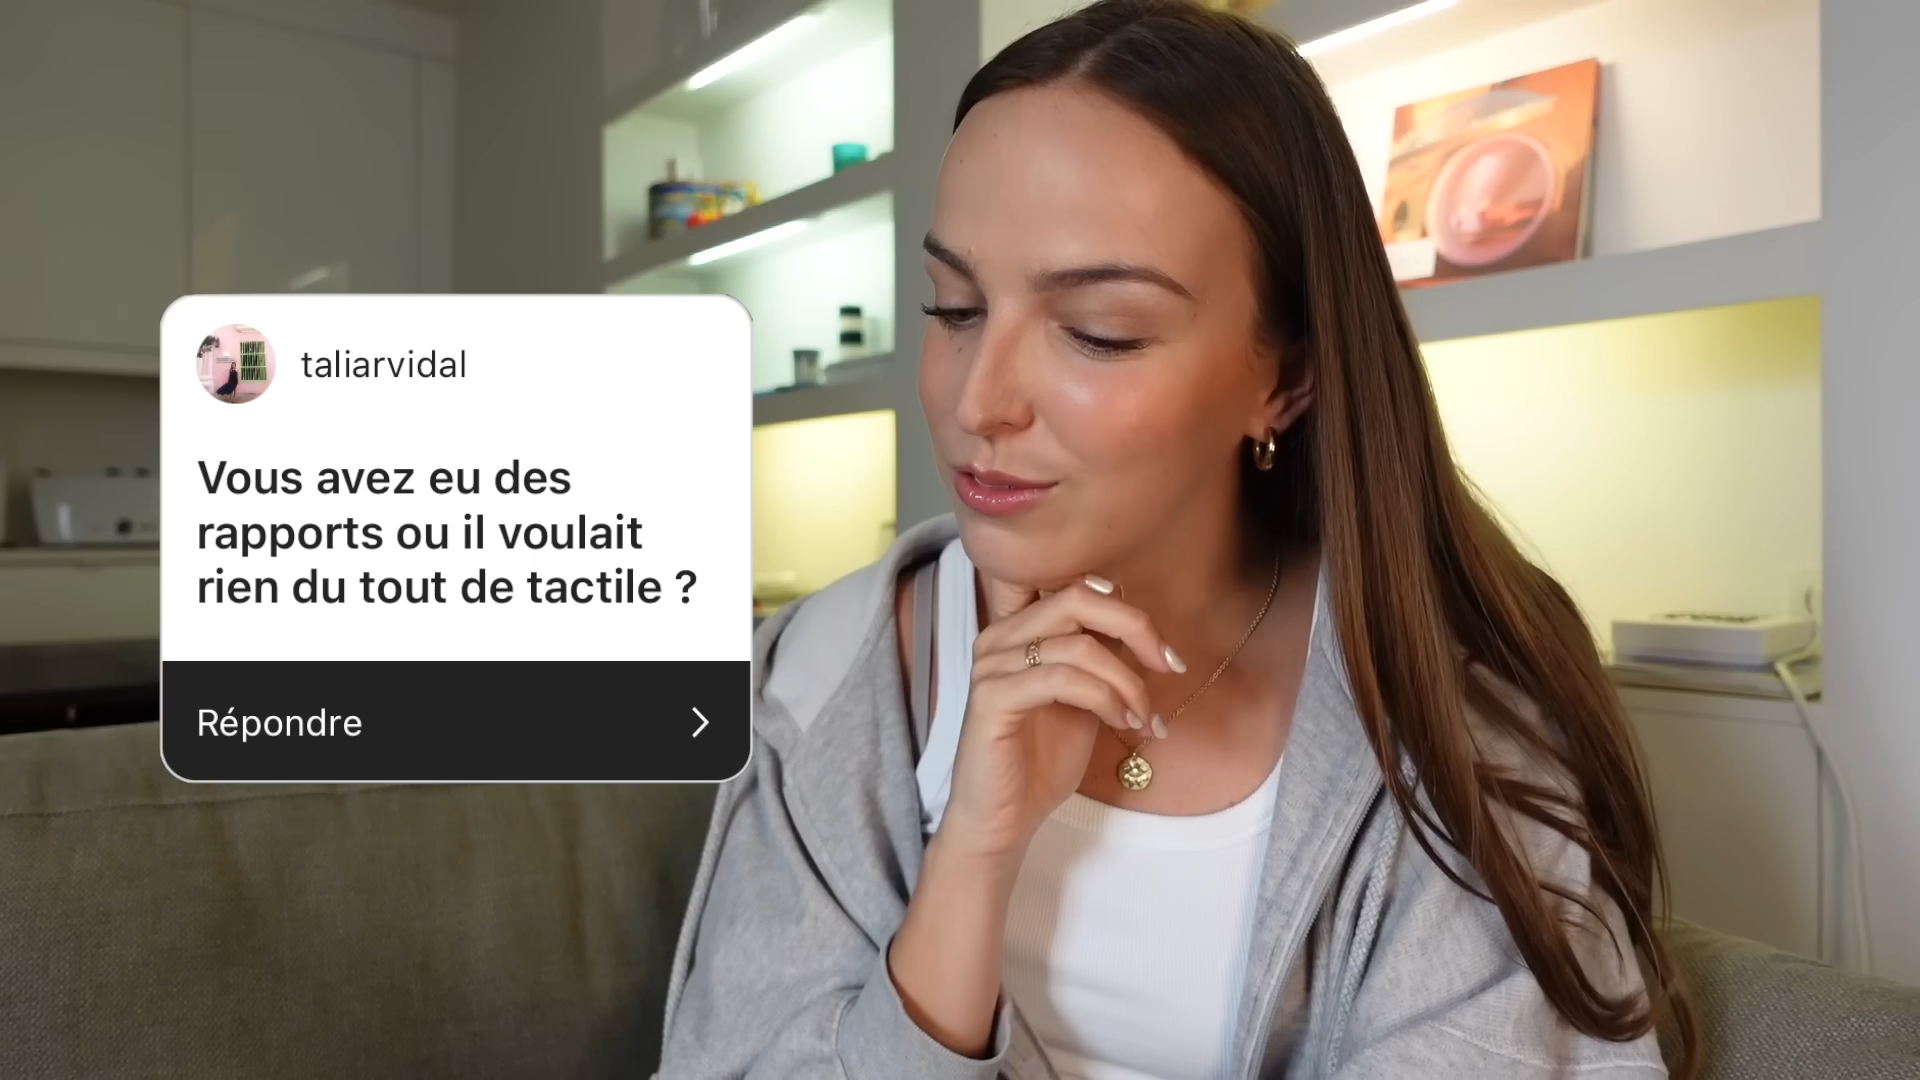 taliarvidal
Vous avez eu des
rapports ou il voulait
rien du tout de tactile ?
Répondre